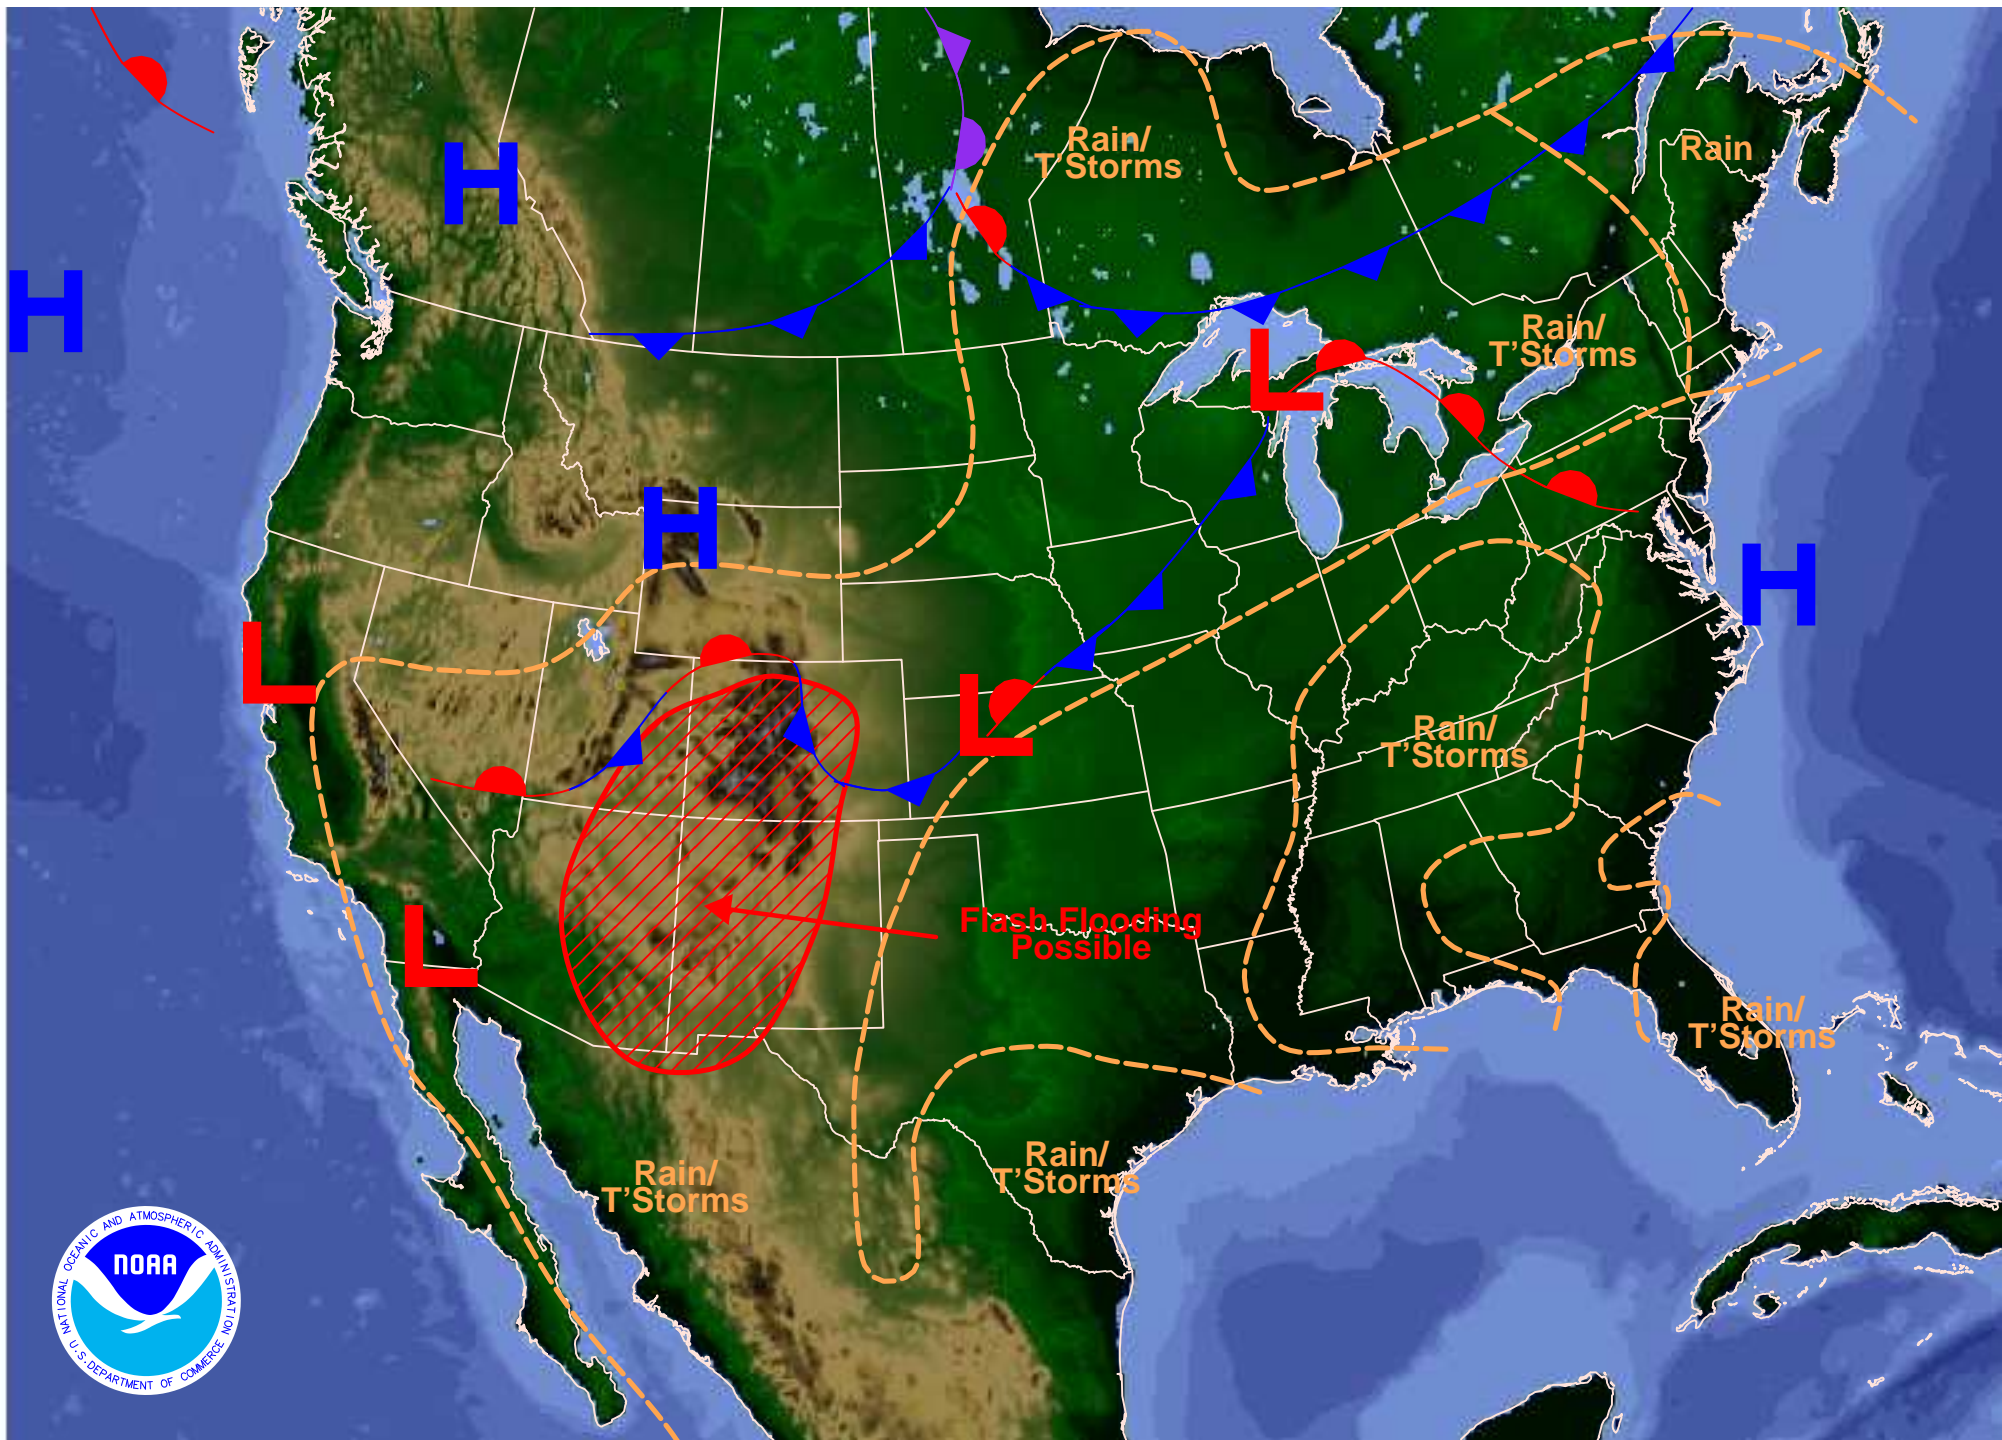 Rain/
T'Storms
Rain
H
H
Rain/
T'Storms
L
H
H
L
L
Rain/
T'Storms
L
Flash Flooding
Possible
Rain/
T'Storms
Rain/
T'Storms
Rain/
T'Storms
NATIONAL OCEANIC AND ATMOSPHERIC ADMINISTRATION
NOAA
U.S. DEPARTMENT OF COMMERCE